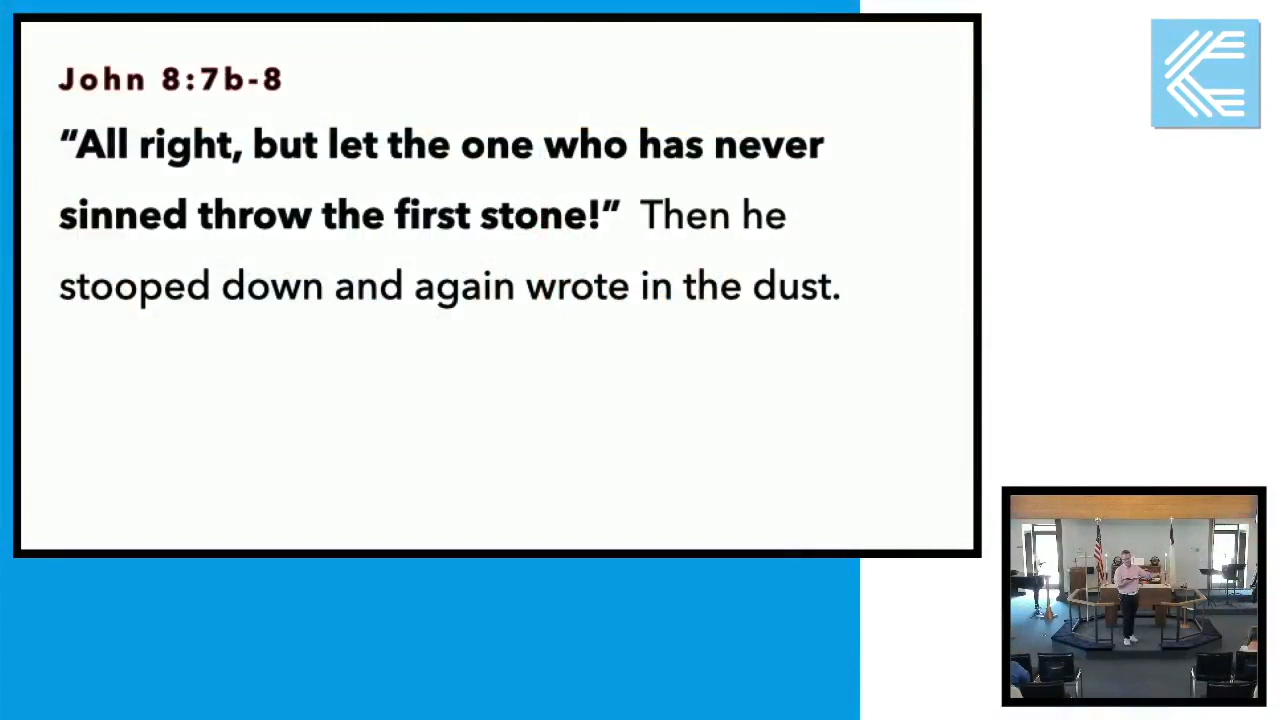 John 8:7b-8
“All right, but let the one who has never
sinned throw the first stone!” Then he
stooped down and again wrote in the dust.